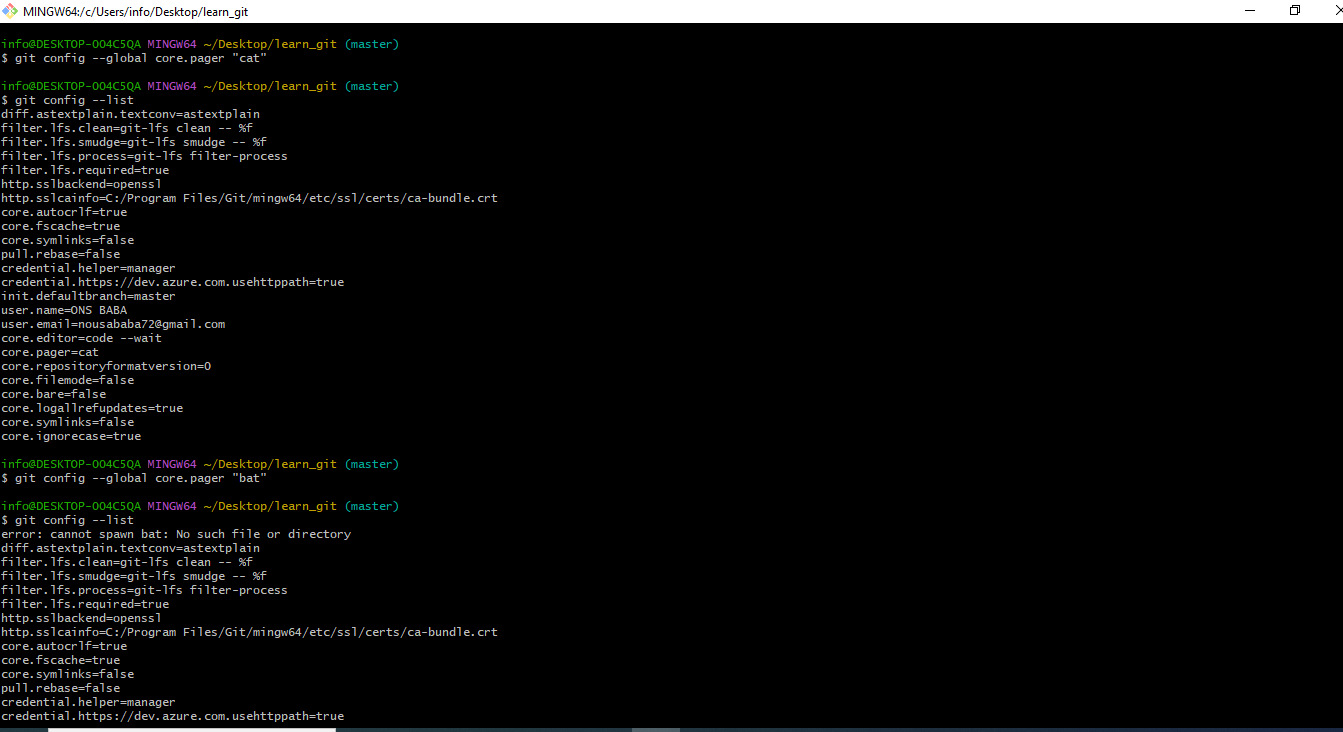 MINGW64:/c/Users/info/Desktop/learn_git
info@DESKTOP-OO4C5QA MINGW64 ~/Desktop/learn_git (master)
$ git config --global core.pager "cat"
info@DESKTOP-OO4C5QA MINGW64 ~/Desktop/learn_git (master)
$ git config --list
diff.astextplain.textconv=astextplain
filter.lfs.clean=git-lfs clean -- %f
filter.lfs.smudge=git-lfs smudge -- %f
filter.lfs.process=git-lfs filter-process
filter.lfs.required=true
http.sslbackend=openssl
http.sslcainfo=C:/Program Files/Git/mingw64/etc/ssl/certs/ca-bundle.crt
core.autocrlf=true
core.fscache=true
core.symlinks=false
pull.rebase=false
credential.helper=manager
credential.https://dev.azure.com.usehttppath=true
init.defaultbranch=master
user.name=ONS BABA
user.email=nousababa72@gmail.com
core.editor=code --wait
core.pager=cat
core.repositoryformatversion=0
core.filemode=false
core.bare=false
core.logallrefupdates=true
core.symlinks=false
core.ignorecase=true
info@DESKTOP-OO4C5QA MINGW64 ~/Desktop/learn_git (master)
$ git config --global core.pager "bat"
info@DESKTOP-OO4C5QA MINGW64 ~/Desktop/learn_git (master)
$ git config --list
error: cannot spawn bat: No such file or directory
diff.astextplain.textconv=astextplain
filter.lfs.clean=git-lfs clean -- %f
filter.lfs.smudge=git-lfs smudge -- %f
filter.lfs.process=git-lfs filter-process
filter.lfs.required=true
http.sslbackend=openssl
http.sslcainfo=C:/Program Files/Git/mingw64/etc/ssl/certs/ca-bundle.crt
core.autocrlf=true
core.fscache=true
core.symlinks=false
pull.rebase=false
credential.helper=manager
credential.https://dev.azure.com.usehttppath=true